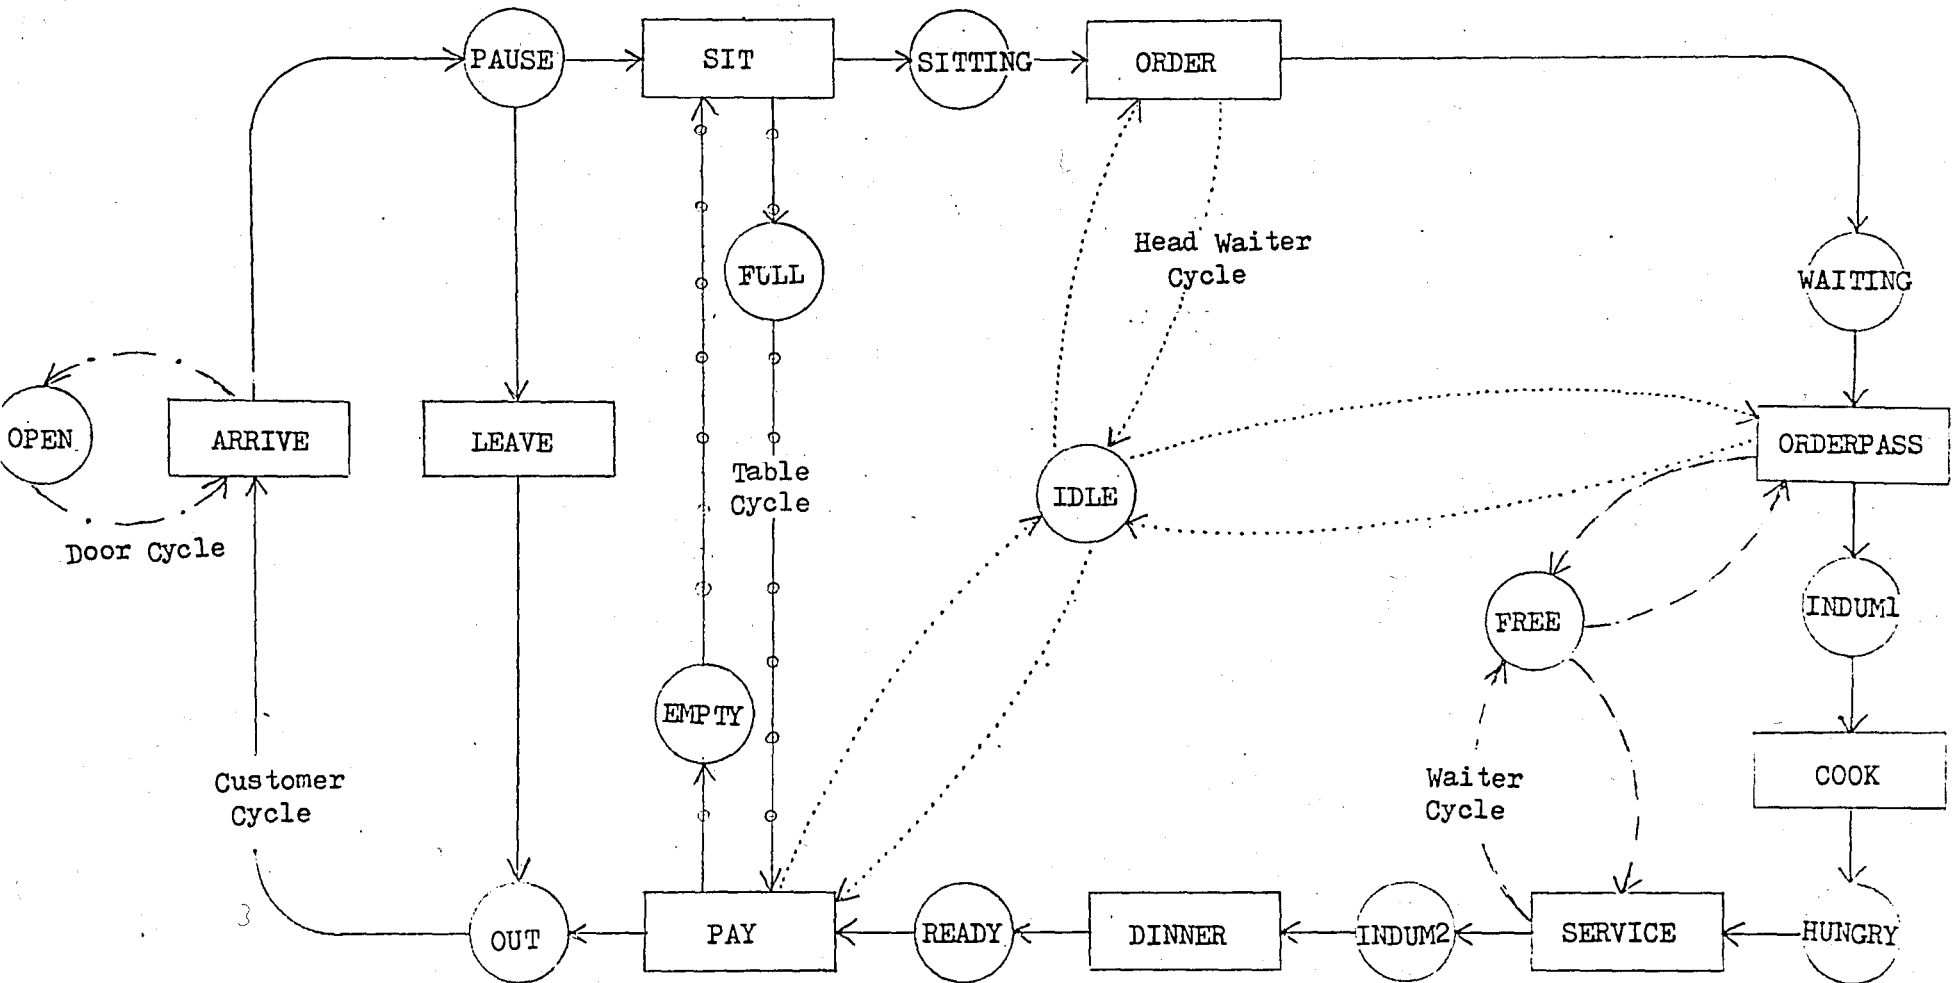 PAUSE
SIT
SITTING
ORDER
Head Waiter
Cycle
FULL
WAITING
OPEN
ARRIVE
LEAVE
Table
Cycle
IDLE
ORDERPASS
Door Cycle
INDUM1
FREE
EMPTY
Customer
Cycle
Waiter
Cycle
COOK
3
OUT
PAY
READY
DINNER
INDUM2
SERVICE
HUNGRY